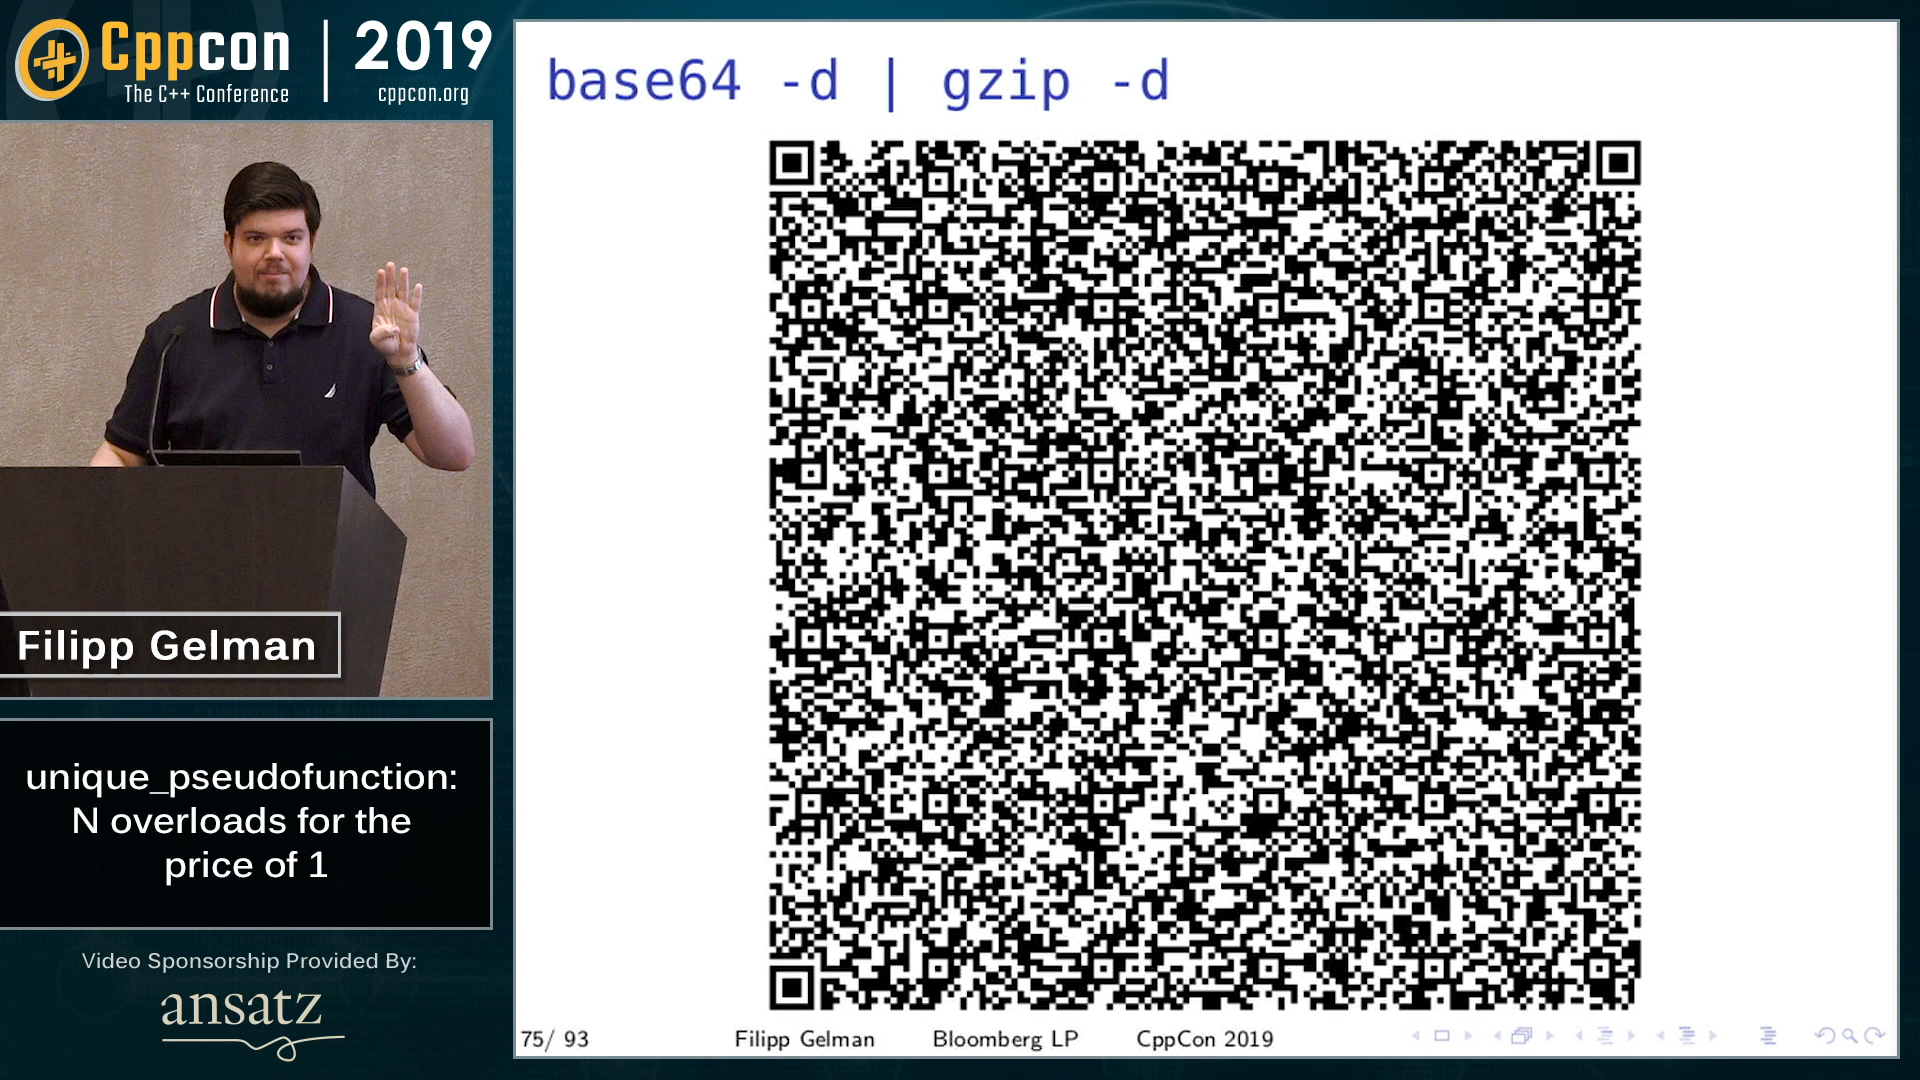 Cppcon | 2019
The C++ Conference
cppcon.org
base64 -d | gzip -d
Filipp Gelman
unique_pseudofunction:
N overloads for the
price of 1
Video Sponsorship Provided By:
ansatz
75/ 93 Filipp Gelman Bloomberg LP CppCon 2019